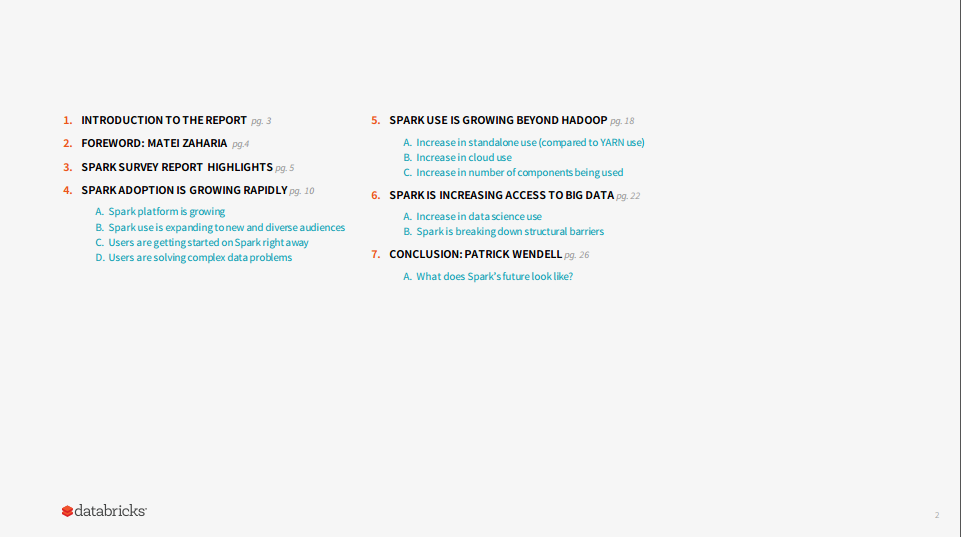 1. INTRODUCTION TO THE REPORT pg. 3
2. FOREWORD: MATEI ZAHARIA pg.4
3. SPARK SURVEY REPORT HIGHLIGHTS pg. 5
4. SPARK ADOPTION IS GROWING RAPIDLY pg. 10
A. Spark platform is growing
B. Spark use is expanding to new and diverse audiences
C. Users are getting started on Spark right away
D. Users are solving complex data problems
5. SPARK USE IS GROWING BEYOND HADOOP pg. 18
A. Increase in standalone use (compared to YARN use)
B. Increase in cloud use
C. Increase in number of components being used
6. SPARK IS INCREASING ACCESS TO BIG DATA pg. 22
A. Increase in data science use
B. Spark is breaking down structural barriers
7. CONCLUSION: PATRICK WENDELL pg. 26
A. What does Spark's future look like?
databricks
2